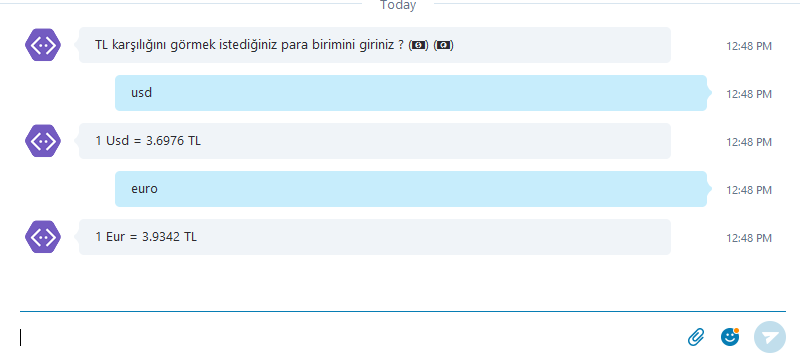 Today
TL karşılığını görmek istediğiniz para birimini giriniz ? (💵) (💶)
12:48 PM
usd
12:48 PM
1 Usd = 3.6976 TL
12:48 PM
euro
12:48 PM
1 Eur = 3.9342 TL
12:48 PM